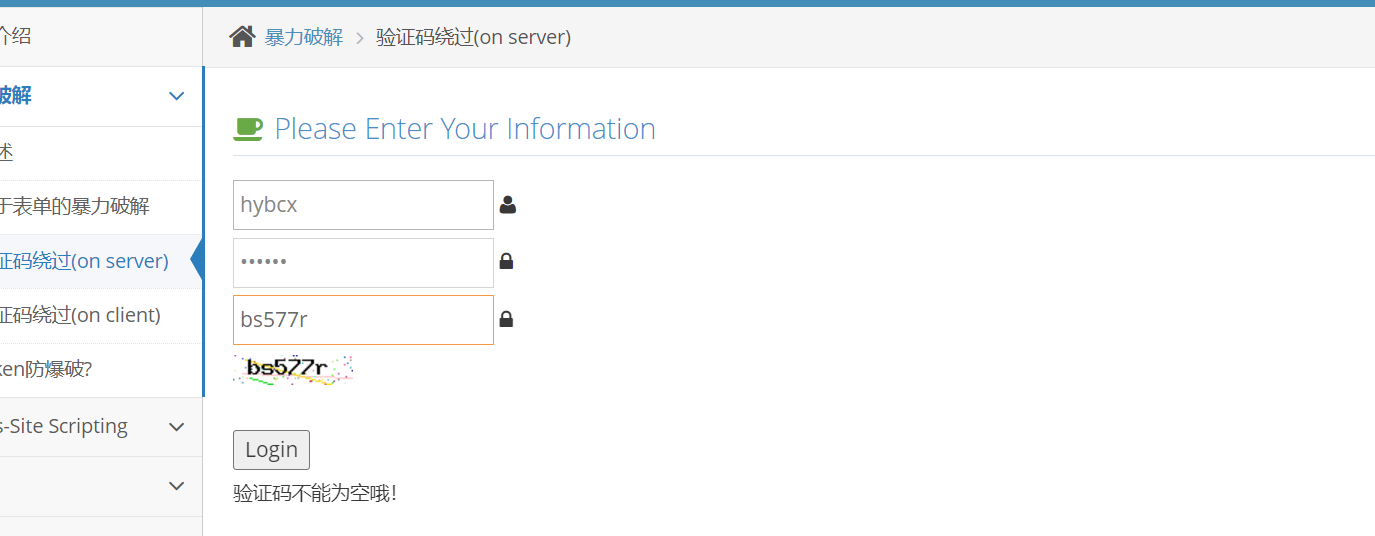 介绍
暴力破解 > 验证码绕过(on server)
破解
Please Enter Your Information
述
于表单的暴力破解
hybcx
••••••
证码绕过(on server)
证码绕过(on client)
bs577r
bs577r
ken防爆破?
s-Site Scripting
Login
验证码不能为空哦!